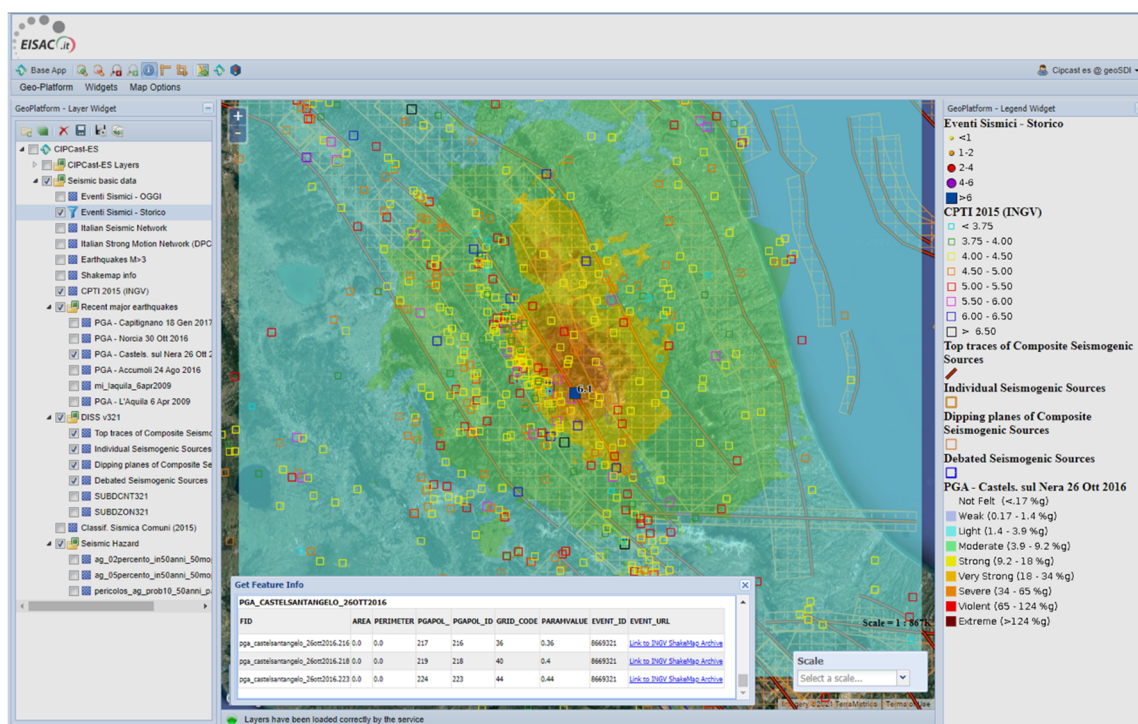 EISAC.it
Base App
Cipcast es @ geoSDI
Geo-Platform Widgets Map Options
GeoPlatform - Layer Widget
CIPCast-ES
CIPCast-ES Layers
Seismic basic data
Eventi Sismici - OGGI
Eventi Sismici - Storico
Italian Seismic Network
Italian Strong Motion Network (DPC
Earthquakes M>3
Shakemap info
CPTI 2015 (INGV)
Recent major earthquakes
PGA - Capitignano 18 Gen 2017
PGA - Norcia 30 Ott 2016
PGA - Castels. sul Nera 26 Ott 2
PGA - Accumoli 24 Ago 2016
mi_laquila_6apr2009
PGA - L'Aquila 6 Apr 2009
DISS v321
Top traces of Composite Seismo
Individual Seismogenic Sources
Dipping planes of Composite Se
Debated Seismogenic Sources
SUBDCNT321
SUBDZON321
Classif. Sismica Comuni (2015)
Seismic Hazard
ag_02percento_in50anni_50mo
ag_05percento_in50anni_50mo
pericolos_ag_prob10_50anni_p
+
-
6.1
Scale = 1 : 867K
Get Feature Info
PGA_CASTELSANTANGELO_26OTT2016
FID AREA PERIMETER PGAPOL_ PGAPOL_ID GRID_CODE PARAMVALUE EVENT_ID EVENT_URL
pga_castelsantangelo_26ott2016.216 0.0 0.0 217 216 36 0.36 8669321 Link to INGV ShakeMap Archive
pga_castelsantangelo_26ott2016.218 0.0 0.0 219 218 40 0.4 8669321 Link to INGV ShakeMap Archive
pga_castelsantangelo_26ott2016.223 0.0 0.0 224 223 44 0.44 8669321 Link to INGV ShakeMap Archive
Scale
Select a scale...
Imagery ©2021 TerraMetrics | Terms of Use
Layers have been loaded correctly by the service
GeoPlatform - Legend Widget
Eventi Sismici - Storico
<1
1-2
2-4
4-6
>6
CPTI 2015 (INGV)
< 3.75
3.75 - 4.00
4.00 - 4.50
4.50 - 5.00
5.00 - 5.50
5.50 - 6.00
6.00 - 6.50
> 6.50
Top traces of Composite Seismogenic
Sources
Individual Seismogenic Sources
Dipping planes of Composite
Seismogenic Sources
Debated Seismogenic Sources
PGA - Castels. sul Nera 26 Ott 2016
Not Felt (<.17 %g)
Weak (0.17 - 1.4 %g)
Light (1.4 - 3.9 %g)
Moderate (3.9 - 9.2 %g)
Strong (9.2 - 18 %g)
Very Strong (18 - 34 %g)
Severe (34 - 65 %g)
Violent (65 - 124 %g)
Extreme (>124 %g)